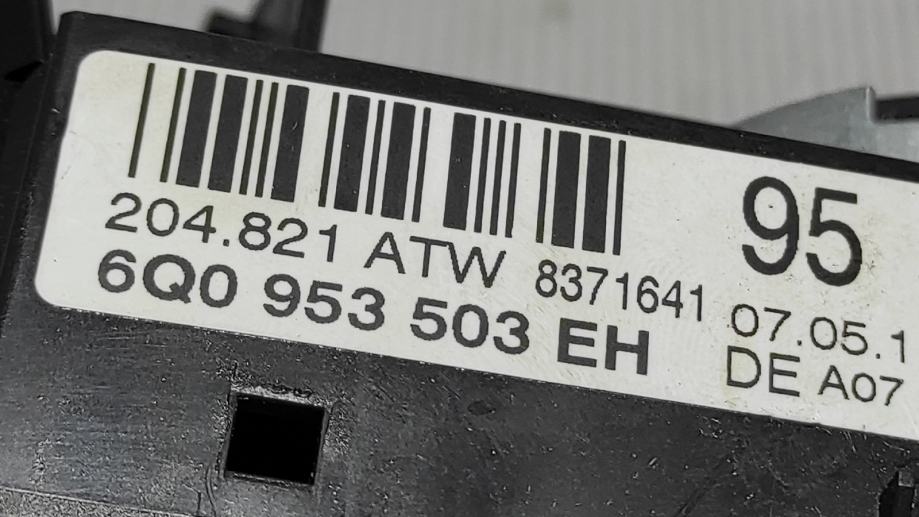 95
204.821 ATW 8371641 07.05.1
6Q0 953 503 EH DE A07